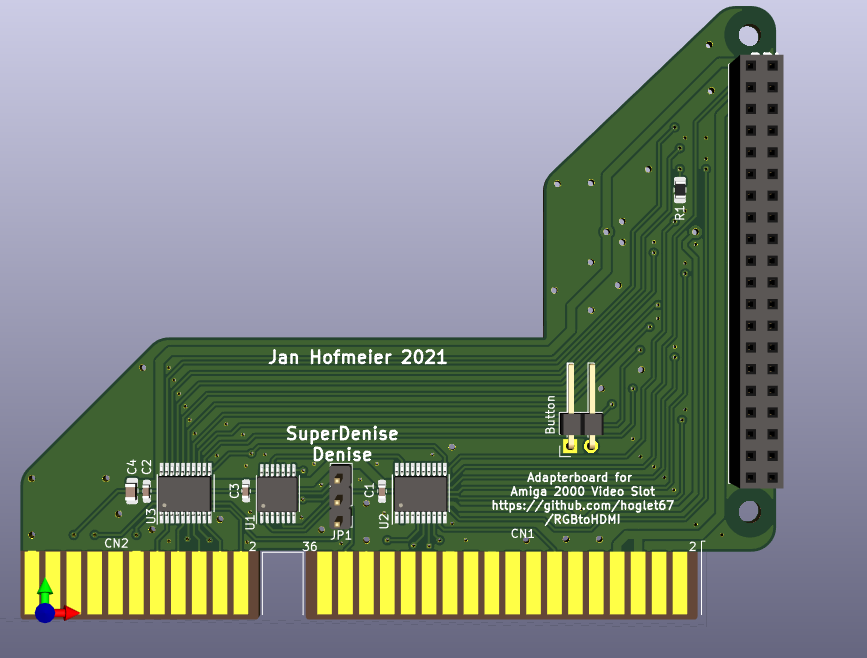 R1
Jan Hofmeier 2021
Button
SuperDenise
Denise
C4
C2
C3
C1
U3
U1
U2
JP1
Adapterboard for
Amiga 2000 Video Slot
https://github.com/hoglet67
/RGBtoHDMI
CN2
CN1
2
36
2